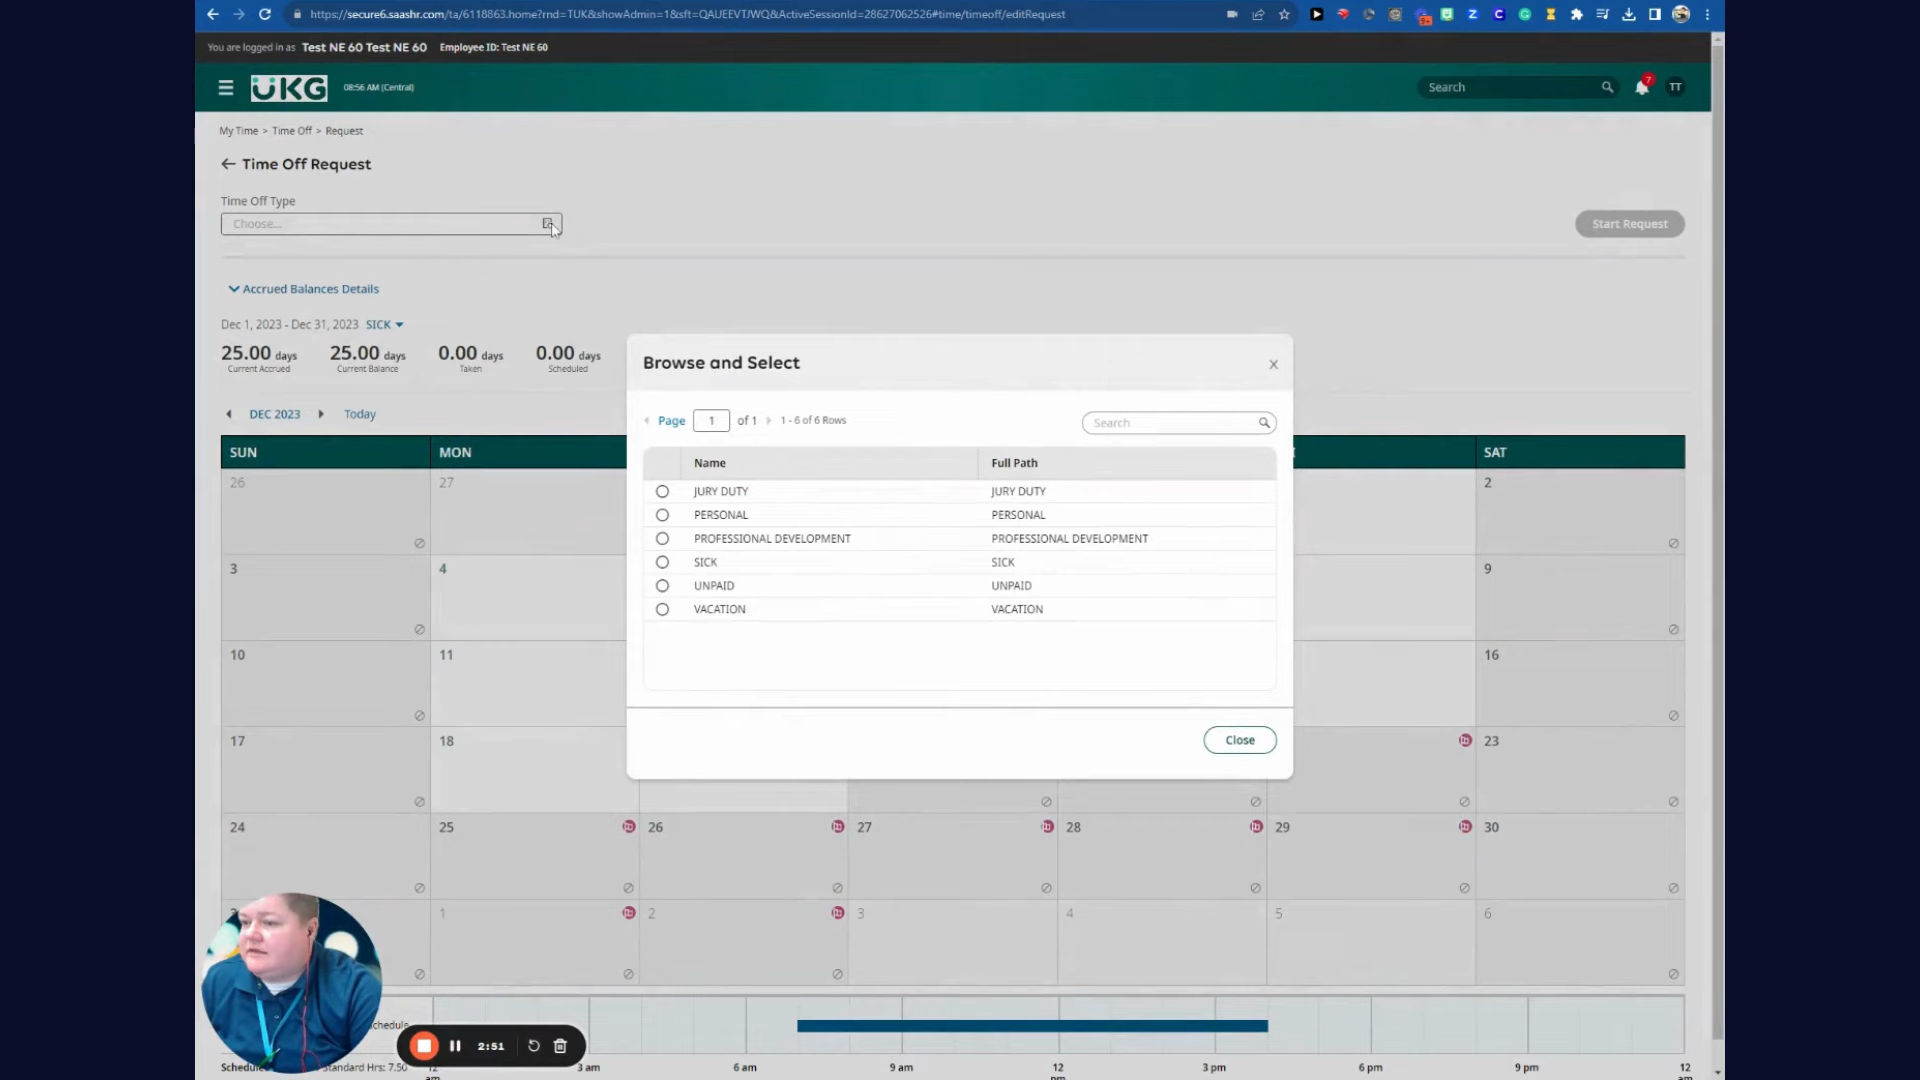 https://secure6.saashr.com/ta/6118863.home?rnd=TUK&showAdmin=1&sft=QAUEEVTJWQ&ActiveSessionId=28627062526#time/timeoff/editRequest
You are logged in as Test NE 60 Test NE 60 Employee ID: Test NE 60
UKG 08:56 AM (Central) Search 7 TT
My Time > Time Off > Request
Time Off Request
Time Off Type
Choose...
Start Request
Accrued Balances Details
Dec 1, 2023 - Dec 31, 2023 SICK
25.00 days 25.00 days 0.00 days 0.00 days
Current Accrued Current Balance Taken Scheduled
Browse and Select x
DEC 2023 Today
Page 1 of 1 1 - 6 of 6 Rows Search
SUN MON SAT
Name Full Path
26 27 2
JURY DUTY JURY DUTY
PERSONAL PERSONAL
PROFESSIONAL DEVELOPMENT PROFESSIONAL DEVELOPMENT
SICK SICK
3 4 9
UNPAID UNPAID
VACATION VACATION
10 11 16
17 18 23
Close
24 25 26 27 28 29 30
1 2 3 4 5 6
2:51
Standard Hrs: 7.50
3 am 6 am 9 am 12 pm 3 pm 6 pm 9 pm 12